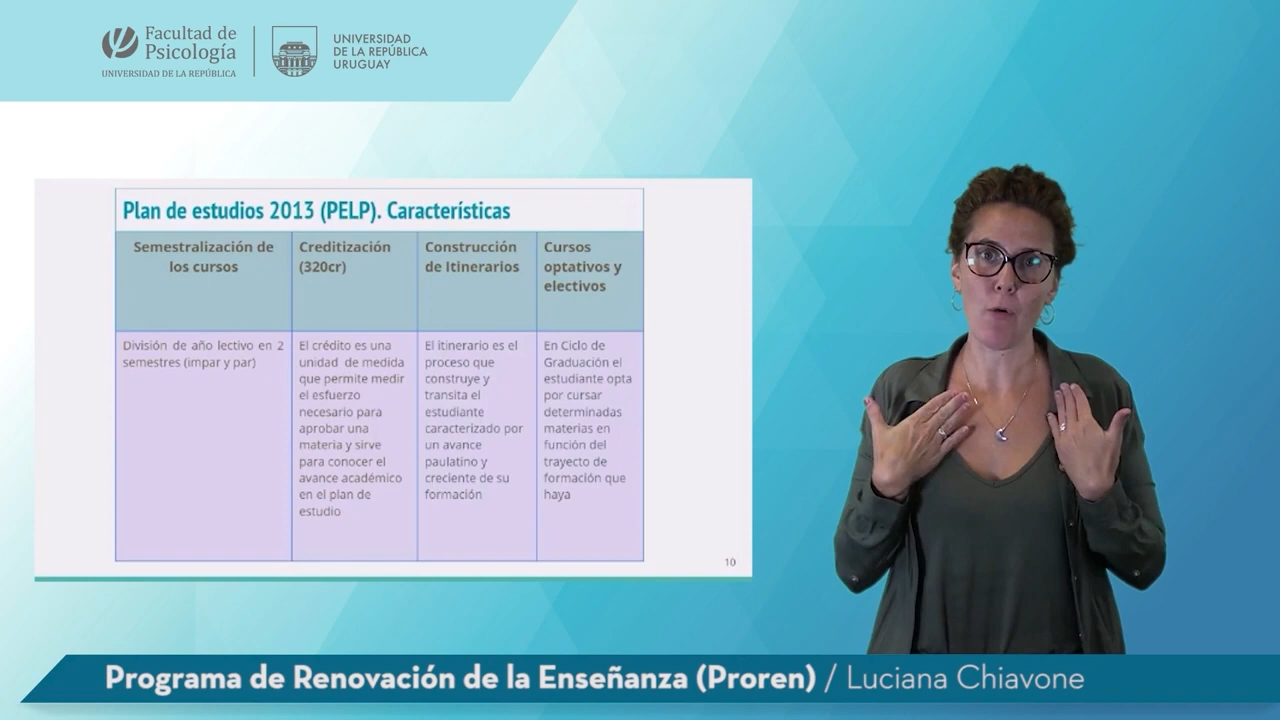 Facultad de
Psicología
UNIVERSIDAD DE LA REPÚBLICA
UNIVERSIDAD
DE LA REPÚBLICA
URUGUAY
Plan de estudios 2013 (PELP). Características
Semestralización de
los cursos
Creditización
(320cr)
Construcción
de Itinerarios
Cursos
optativos y
electivos
División de año lectivo en 2
semestres (impar y par)
El crédito es una
unidad de medida
que permite medir
el esfuerzo
necesario para
aprobar una
materia y sirve
para conocer el
avance académico
en el plan de
estudio
El itinerario es el
proceso que
construye y
transita el
estudiante
caracterizado por
un avance
paulatino y
creciente de su
formación
En Ciclo de
Graduación el
estudiante opta
por cursar
determinadas
materias en
función del
trayecto de
formación que
haya
10
Programa de Renovación de la Enseñanza (Proren) / Luciana Chiavone